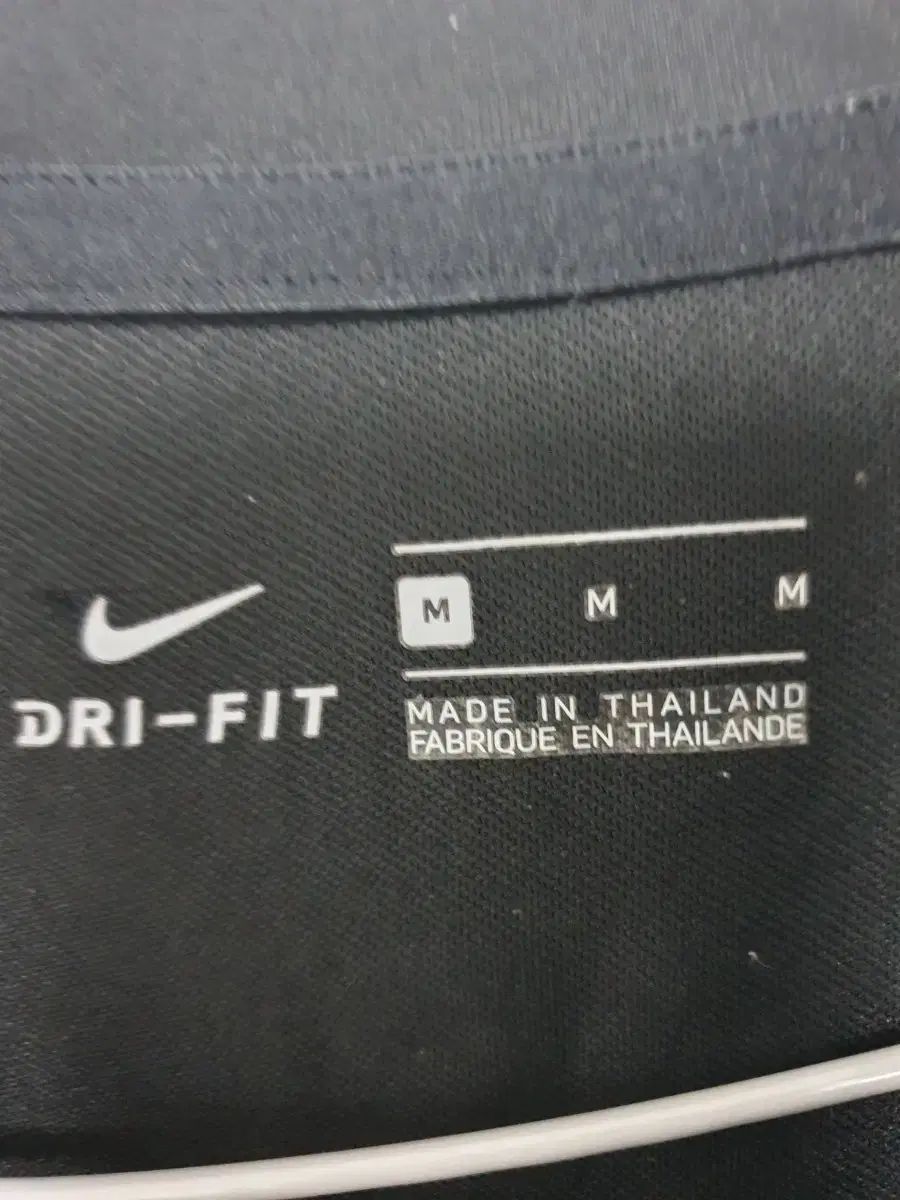 DRI-FIT
M M M
MADE IN THAILAND
FABRIQUE EN THAILANDE